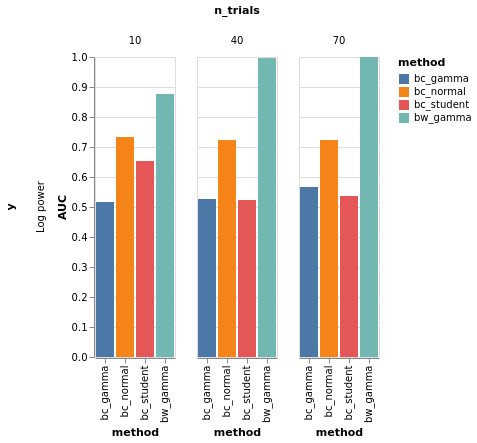 n_trials
10
40
70
y
Log power
AUC
1.0
0.9
0.8
0.7
0.6
0.5
0.4
0.3
0.2
0.1
0.0
bc_gamma
bc_normal
bc_student
bw_gamma
bc_gamma
bc_normal
bc_student
bw_gamma
bc_gamma
bc_normal
bc_student
bw_gamma
method
method
method
method
bc_gamma
bc_normal
bc_student
bw_gamma